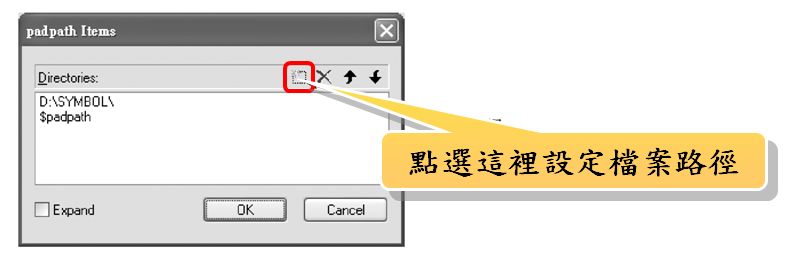 padpath Items
Directories:
D:\SYMBOL\
$padpath
點選這裡設定檔案路徑
Expand
OK
Cancel